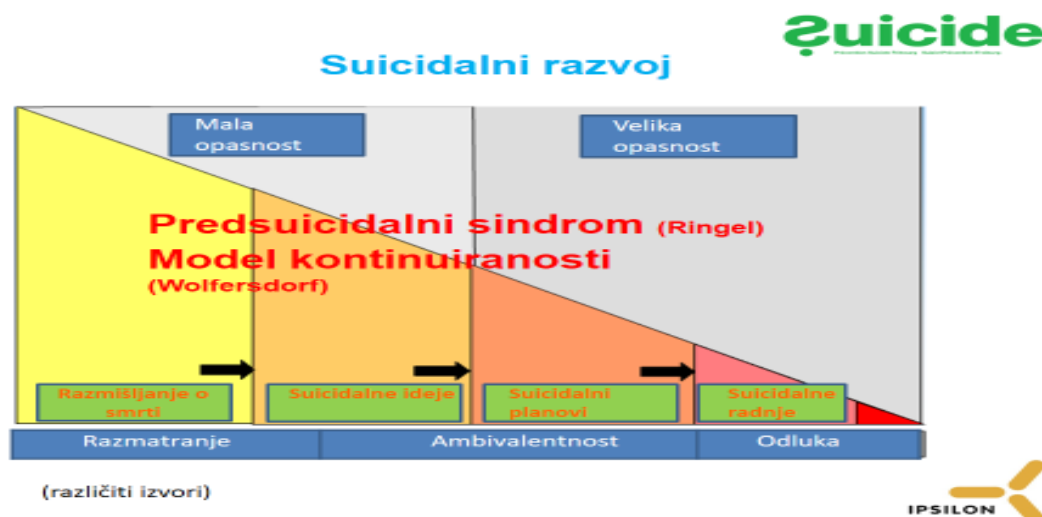 Suicide
Suicidalni razvoj
Mala
opasnost
Velika
opasnost
Predsuicidalni sindrom (Ringel)
Model kontinuiranosti
(Wolfersdorf)
Razmišljanje o
smrti
Suicidalne ideje
Suicidalni
planovi
Suicidalne
radnje
Razmatranje
Ambivalentnost
Odluka
(različiti izvori)
IPSILON